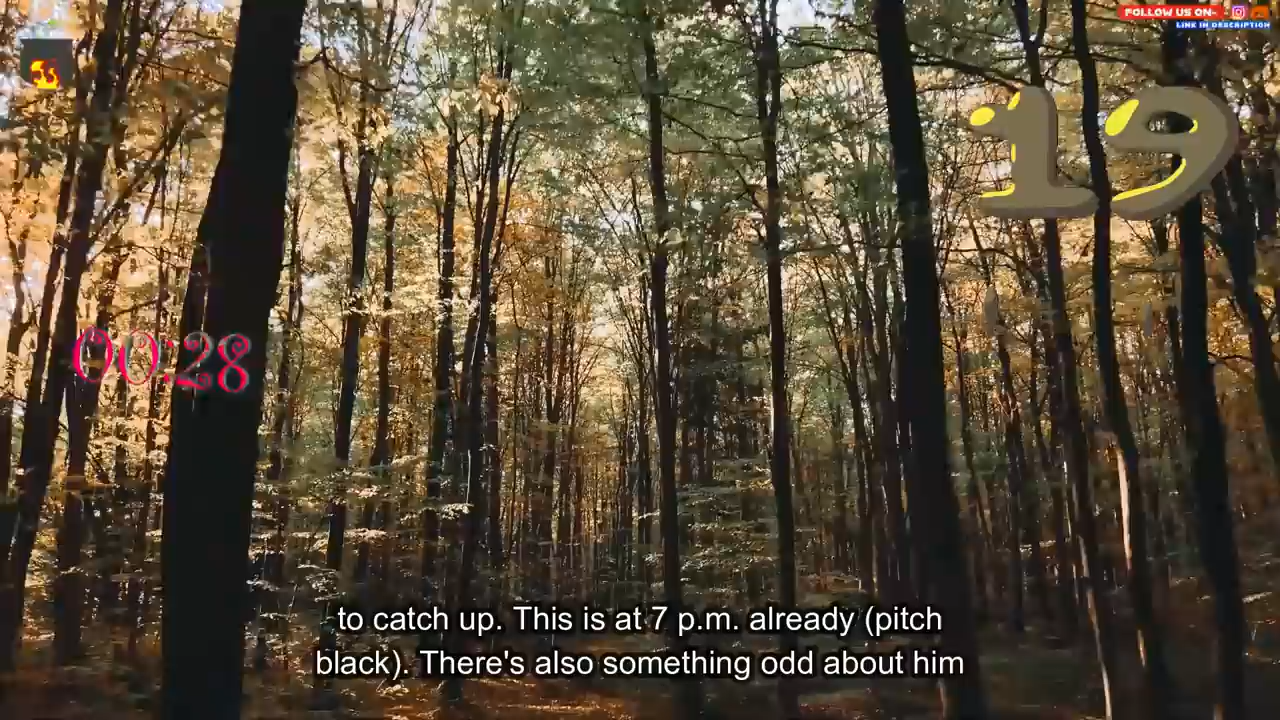 FOLLOW US ON-
LINK IN DESCRIPTION
19
00:28
to catch up. This is at 7 p.m. already (pitch
black). There's also something odd about him